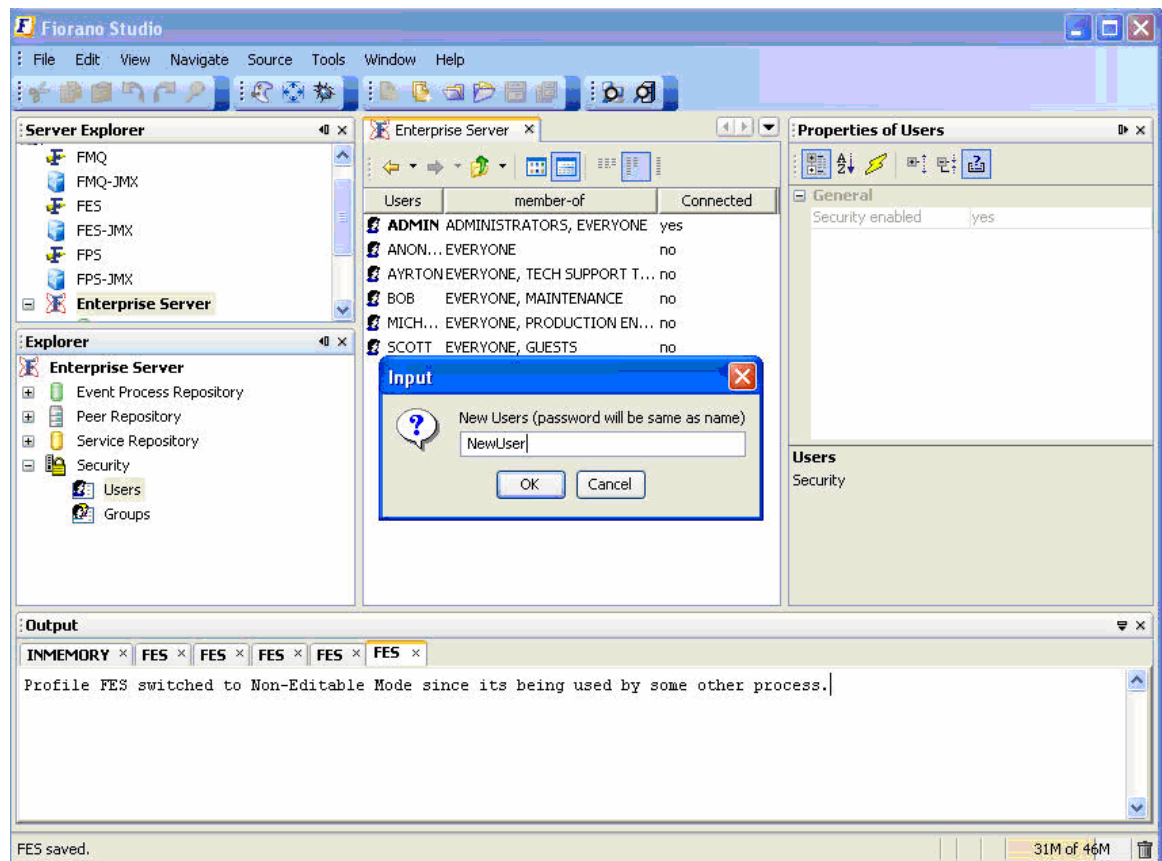 Fiorano Studio
File Edit View Navigate Source Tools Window Help
Server Explorer
FMQ
FMQ-JMX
FES
FES-JMX
FPS
FPS-JMX
Enterprise Server
Explorer
Enterprise Server
Event Process Repository
Peer Repository
Service Repository
Security
Users
Groups
Enterprise Server
Users member-of Connected
ADMIN ADMINISTRATORS, EVERYONE yes
ANON... EVERYONE no
AYRTON EVERYONE, TECH SUPPORT T... no
BOB EVERYONE, MAINTENANCE no
MICH... EVERYONE, PRODUCTION EN... no
SCOTT EVERYONE, GUESTS no
Input
New Users (password will be same as name)
NewUser
OK Cancel
Properties of Users
General
Security enabled yes
Users
Security
Output
INMEMORY FES FES FES FES FES
Profile FES switched to Non-Editable Mode since its being used by some other process.
FES saved.
31M of 46M